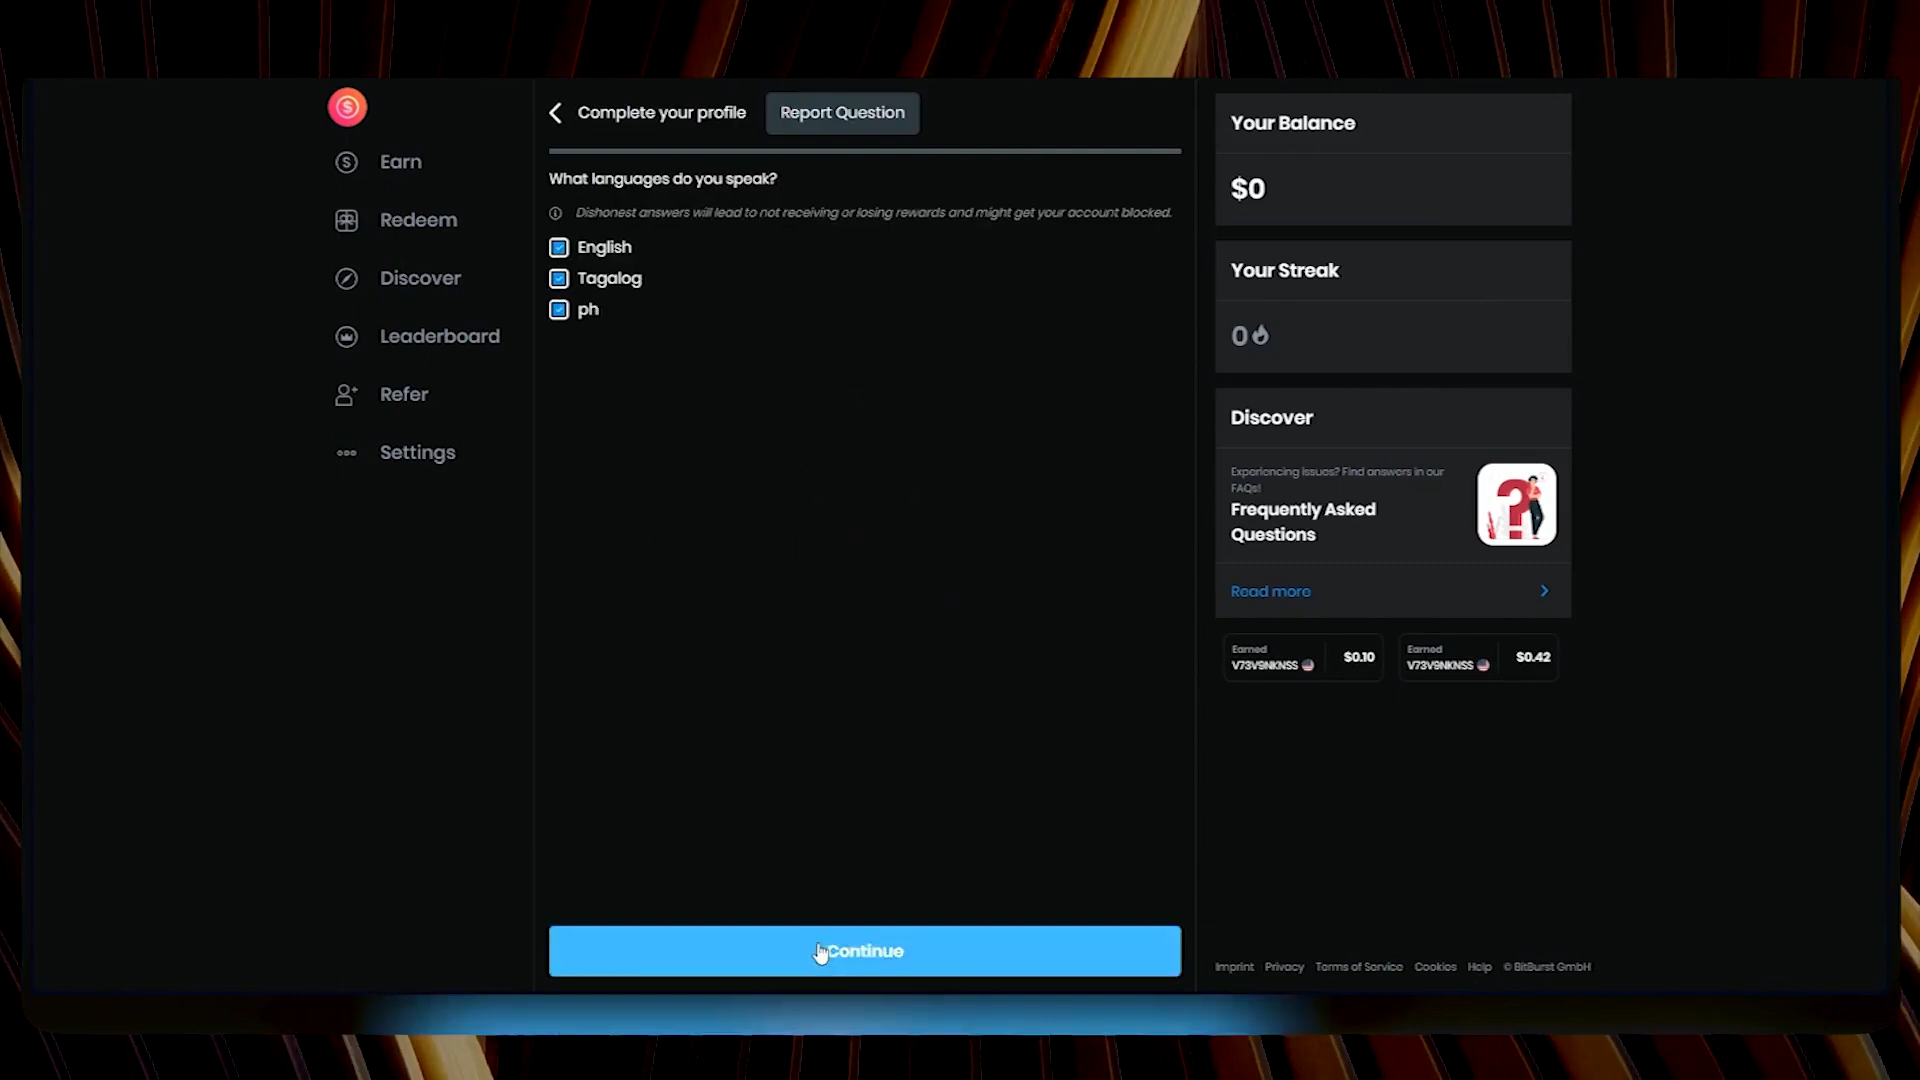 Earn
Redeem
Discover
Leaderboard
Refer
Settings
Complete your profile
Report Question
What languages do you speak?
Dishonest answers will lead to not receiving or losing rewards and might get your account blocked.
English
Tagalog
ph
Continue
Your Balance
$0
Your Streak
0
Discover
Experiencing issues? Find answers in our
FAQs!
Frequently Asked
Questions
Read more
Earned
V73V9NKNSS
$0.10
Earned
V73V9NKNSS
$0.42
Imprint Privacy Terms of Service Cookies Help © BitBurst GmbH